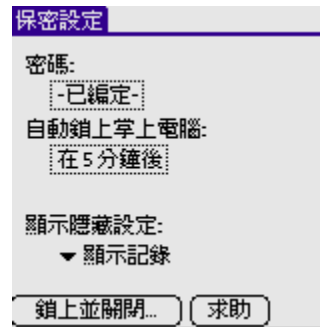 保密設定
密碼:
-已編定-
自動鎖上掌上電腦:
在5分鐘後
顯示隱藏設定:
顯示記錄
鎖上並關閉... 求助